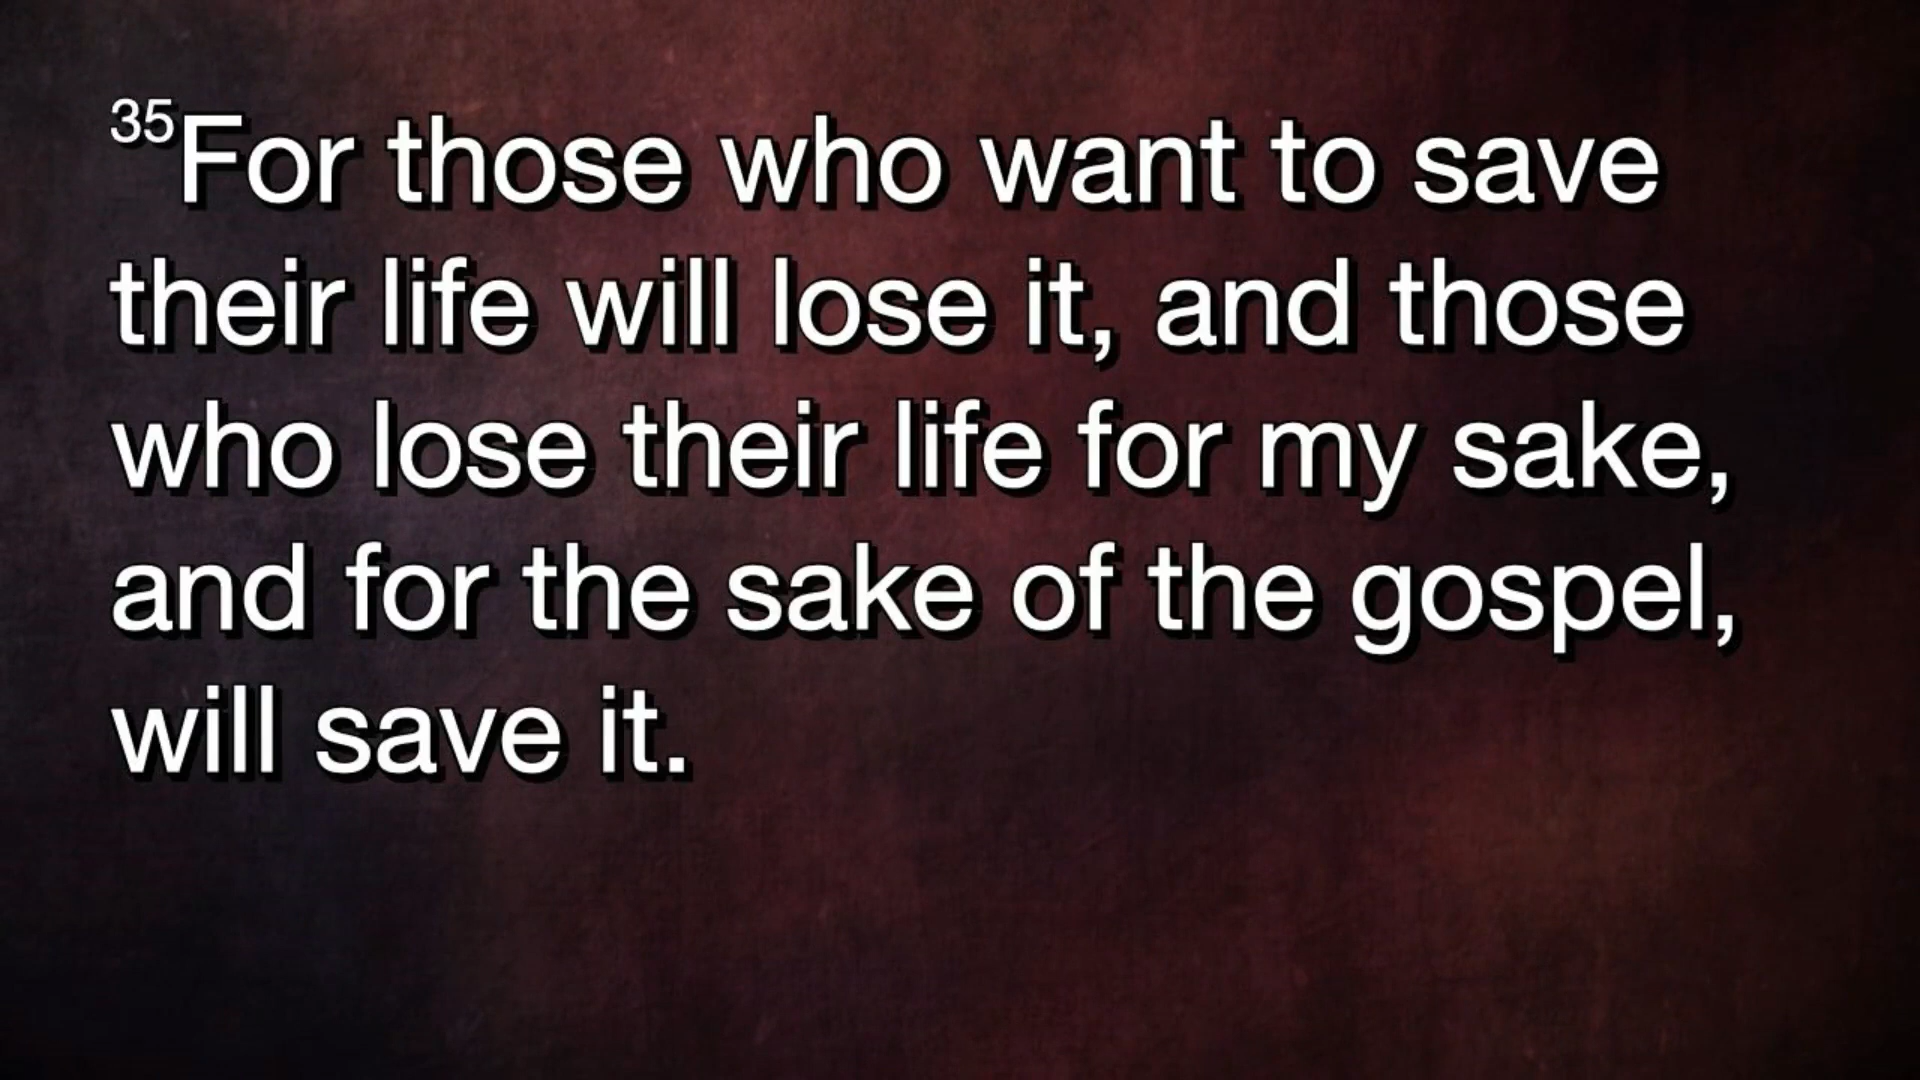 35For those who want to save
their life will lose it, and those
who lose their life for my sake,
and for the sake of the gospel,
will save it.